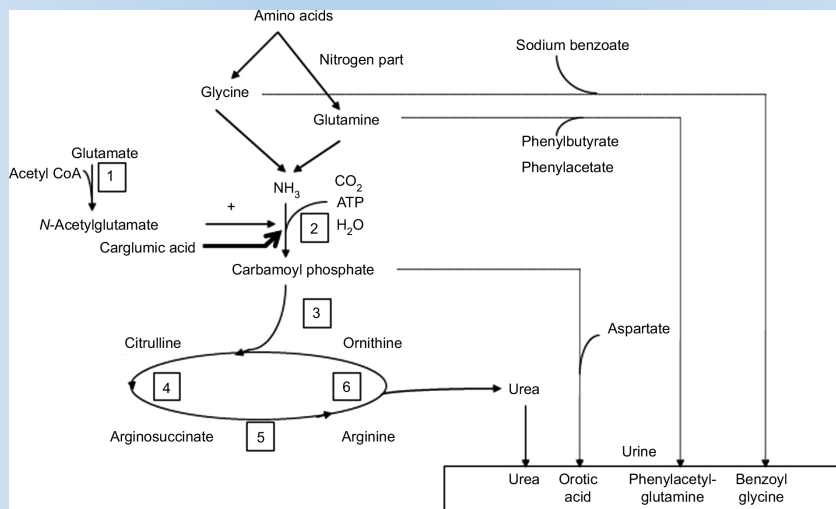 Amino acids
Nitrogen part
Sodium benzoate
Glycine
Glutamine
Phenylbutyrate
Phenylacetate
Glutamate
Acetyl CoA
1
N-Acetylglutamate
+
Carglumic acid
NH3
CO2
ATP
H2O
2
Carbamoyl phosphate
3
Aspartate
Citrulline
Ornithine
4
6
Urea
Arginosuccinate
5
Arginine
Urine
Urea
Orotic
acid
Phenylacetyl-
glutamine
Benzoyl
glycine